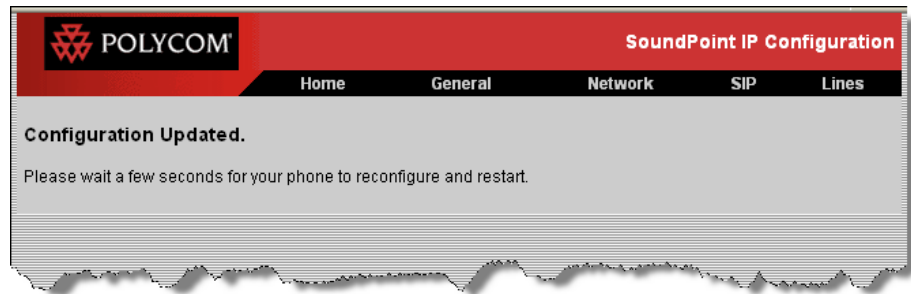 POLYCOM
SoundPoint IP Configuration
Home General Network SIP Lines
Configuration Updated.
Please wait a few seconds for your phone to reconfigure and restart.